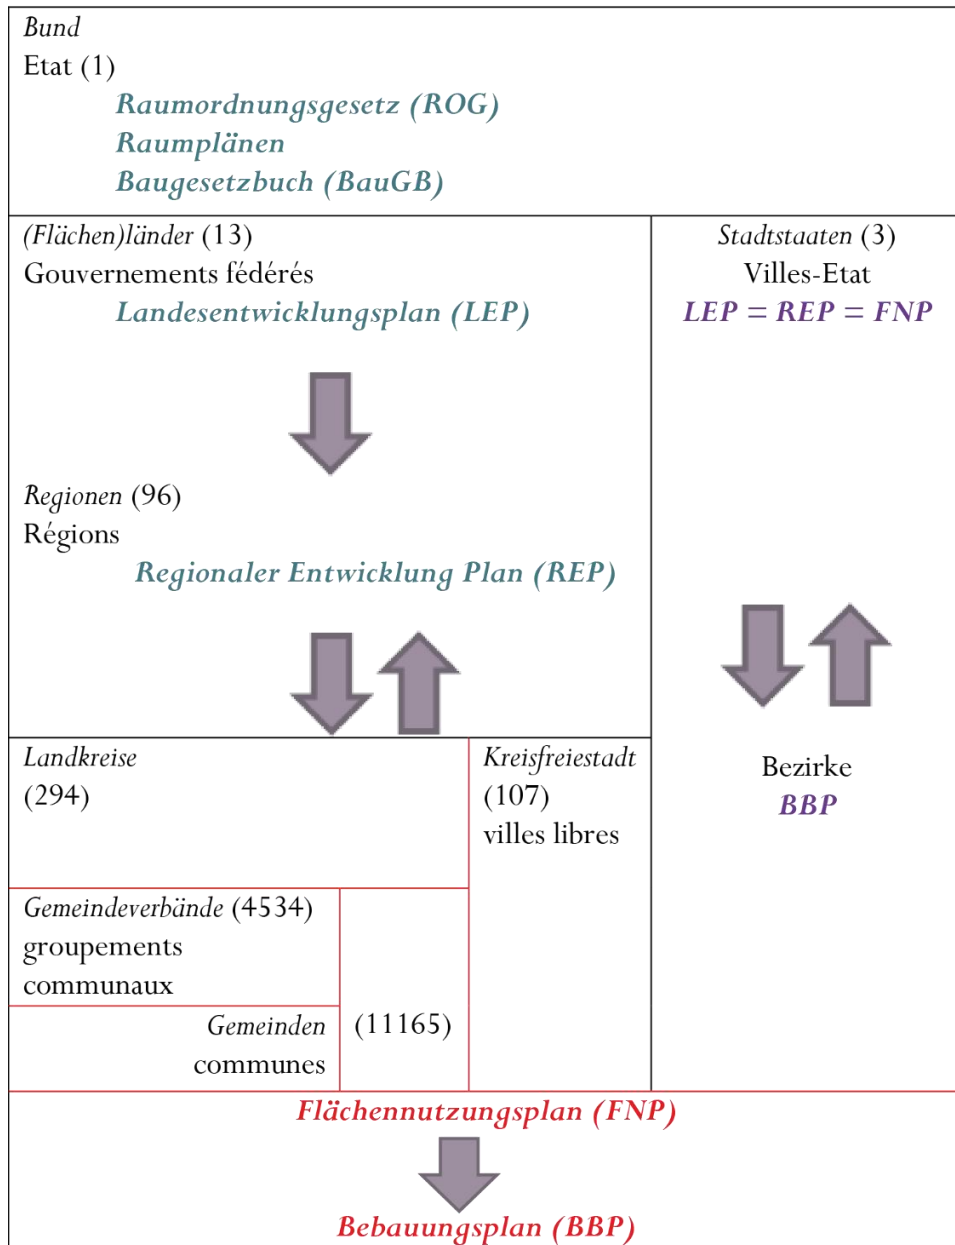 Bund
Etat (1)
Raumordnungsgesetz (ROG)
Raumplänen
Baugesetzbuch (BauGB)
(Flächen)länder (13)
Gouvernements fédérés
Landesentwicklungsplan (LEP)
Stadtstaaten (3)
Villes-Etat
LEP = REP = FNP
Regionen (96)
Régions
Regionaler Entwicklung Plan (REP)
Landkreise
(294)
Kreisfreiestadt
(107)
villes libres
Bezirke
BBP
Gemeindeverbände (4534)
groupements
communaux
Gemeinden
communes
(11165)
Flächennutzungsplan (FNP)
Bebauungsplan (BBP)